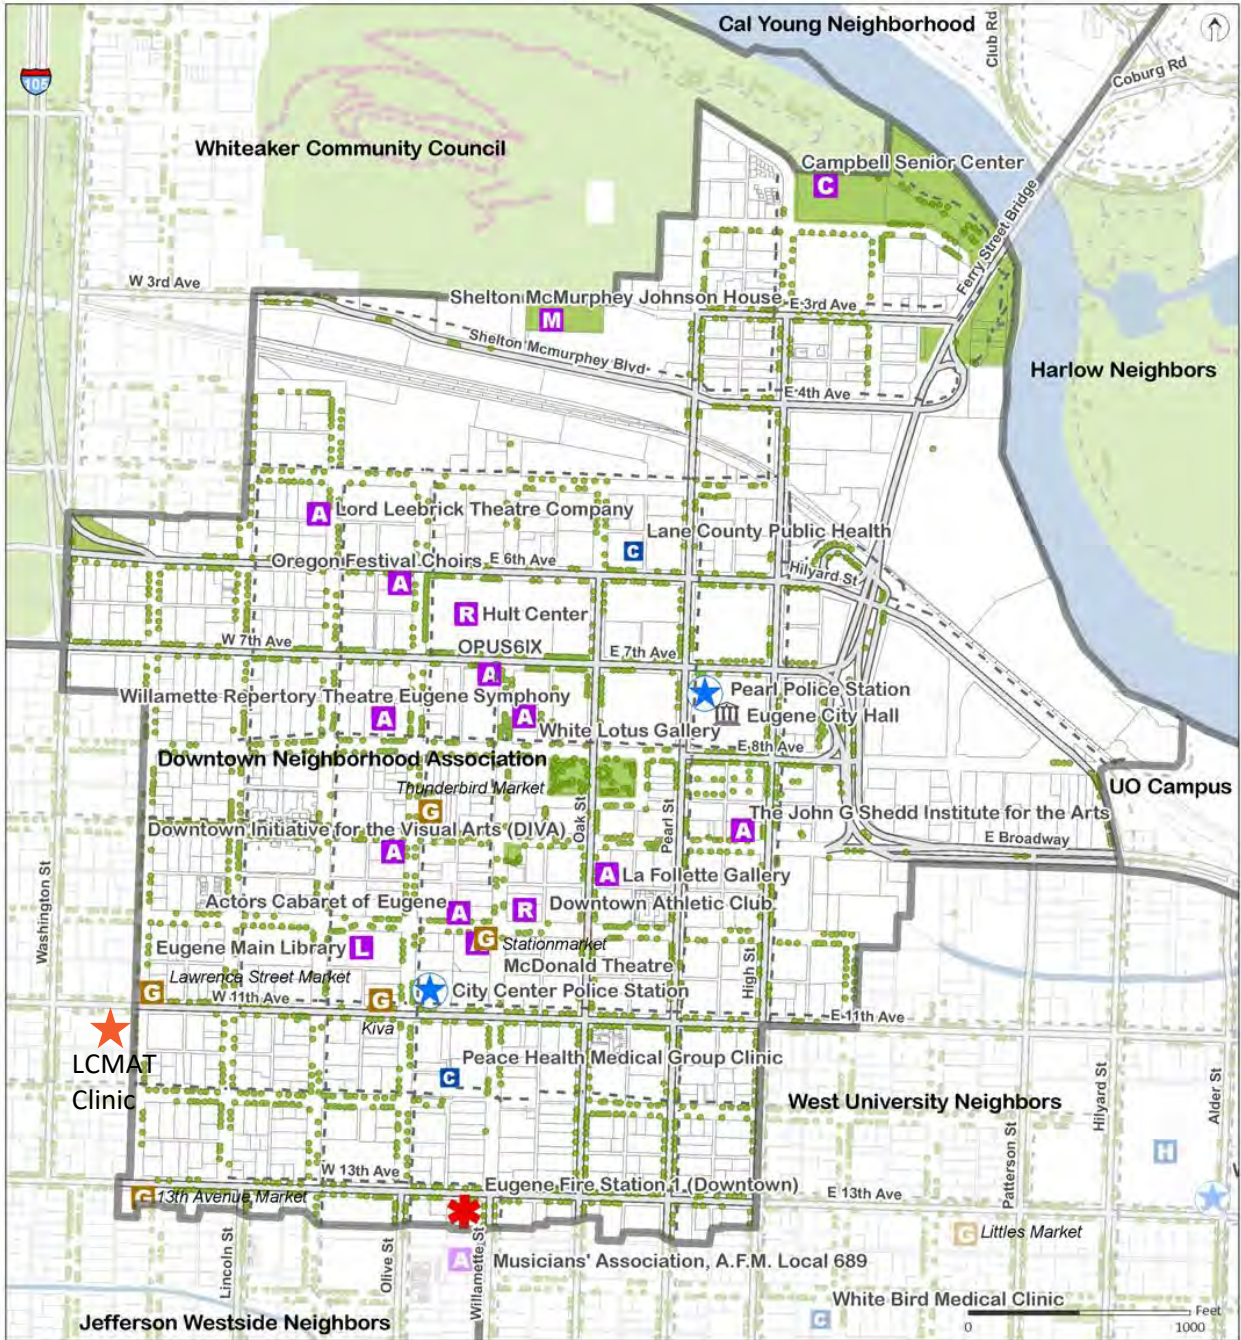 Cal Young Neighborhood
Club Rd
Coburg Rd
105
Whiteaker Community Council
Campbell Senior Center
C
Ferry Street Bridge
W 3rd Ave
Shelton McMurphey Johnson House
E 3rd Ave
M
Shelton Mcmurphey Blvd
Harlow Neighbors
E 4th Ave
A
Lord Leebrick Theatre Company
Lane County Public Health
C
Oregon Festival Choirs
E 6th Ave
A
Hilyard St
R
Hult Center
W 7th Ave
OPUS6IX
E 7th Ave
A
Pearl Police Station
Willamette Repertory Theatre
Eugene Symphony
A
A
Eugene City Hall
White Lotus Gallery
E 8th Ave
Downtown Neighborhood Association
Thunderbird Market
G
UO Campus
Oak St
Pearl St
The John G Shedd Institute for the Arts
A
Downtown Initiative for the Visual Arts (DIVA)
A
E Broadway
A
La Follette Gallery
Washington St
Actors Cabaret of Eugene
A
R
Downtown Athletic Club
Eugene Main Library
L
G
Stationmarket
McDonald Theatre
High St
Lawrence Street Market
G
W 11th Ave
G
Kiva
City Center Police Station
E 11th Ave
LCMAT
Clinic
Peace Health Medical Group Clinic
C
West University Neighbors
Hilyard St
Alder St
Patterson St
H
W 13th Ave
Eugene Fire Station 1 (Downtown)
E 13th Ave
G
13th Avenue Market
G
Littles Market
Lincoln St
Olive St
Willamette St
A
Musicians' Association, A.F.M. Local 689
White Bird Medical Clinic
C
Jefferson Westside Neighbors
Feet
0
1000